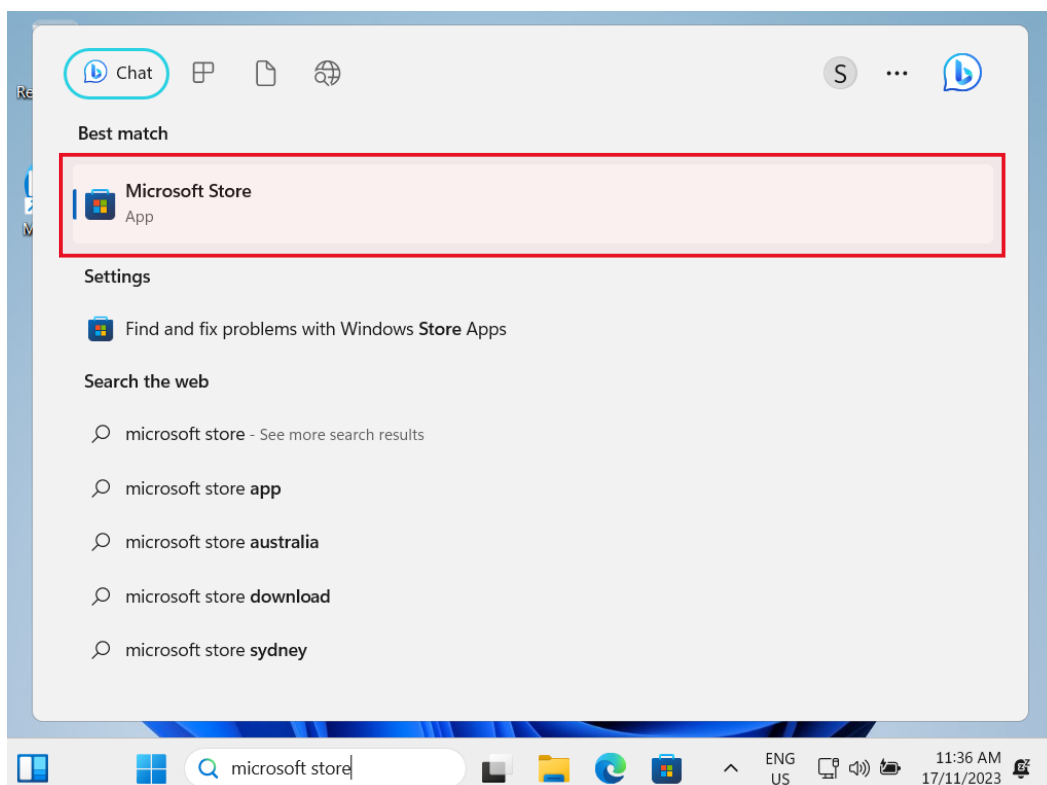 Chat
S
Best match
Microsoft Store
App
Settings
Find and fix problems with Windows Store Apps
Search the web
microsoft store - See more search results
microsoft store app
microsoft store australia
microsoft store download
microsoft store sydney
microsoft store
ENG
US
11:36 AM
17/11/2023